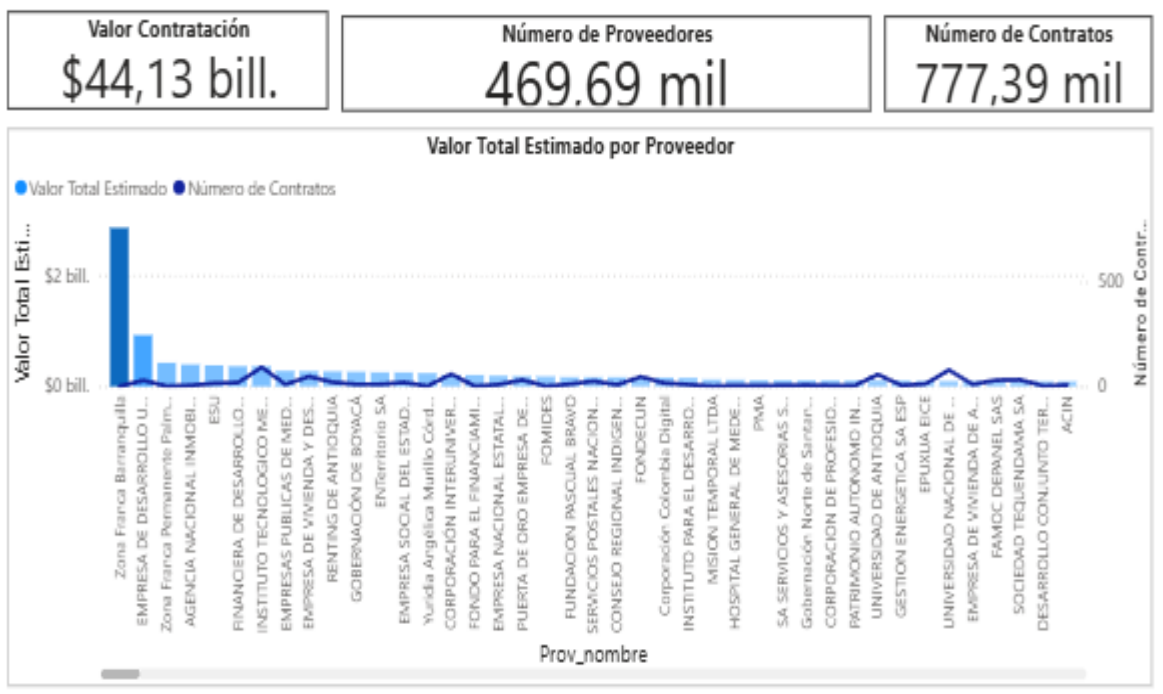 Valor Contratación
$44,13 bill.
Número de Proveedores
469,69 mil
Número de Contratos
777,39 mil
Valor Total Estimado por Proveedor
Valor Total Estimado
Número de Contratos
Valor Total Esti...
$2 bill.
$0 bill.
500
0
Número de Contr...
Zona Franca Barranquilla
EMPRESA DE DESARROLLO U...
Zona Franca Permanente Palm...
AGENCIA NACIONAL INMOBI...
ESU
FINANCIERA DE DESARROLLO...
INSTITUTO TECNOLOGICO ME...
EMPRESAS PUBLICAS DE MED...
EMPRESA DE VIVIENDA Y DES...
RENTING DE ANTIOQUIA
GOBERNACIÓN DE BOYACÁ
ENTerritorio SA
EMPRESA SOCIAL DEL ESTAD...
Yuridia Angélica Murillo Córd...
CORPORACIÓN INTERUNIVER...
FONDO PARA EL FINANCIAMI...
EMPRESA NACIONAL ESTATAL...
PUERTA DE ORO EMPRESA DE...
FOMIDES
FUNDACION PASCUAL BRAVO
SERVICIOS POSTALES NACION...
CONSEJO REGIONAL INDIGEN...
FONDECUN
Corporación Colombia Digital
INSTITUTO PARA EL DESARRO...
MISION TEMPORAL LTDA
HOSPITAL GENERAL DE MEDE...
PMA
SA SERVICIOS Y ASESORIAS S...
Gobernación Norte de Santan...
CORPORACION DE PROFESIO...
PATRIMONIO AUTONOMO IN...
UNIVERSIDAD DE ANTIOQUIA
GESTION ENERGETICA SA ESP
EPUXUA EICE
UNIVERSIDAD NACIONAL DE ...
EMPRESA DE VIVIENDA DE A...
FAMOC DEPANEL SAS
SOCIEDAD TEQUENDAMA SA
DESARROLLO CONJUNTO TER...
ACIN
Prov_nombre